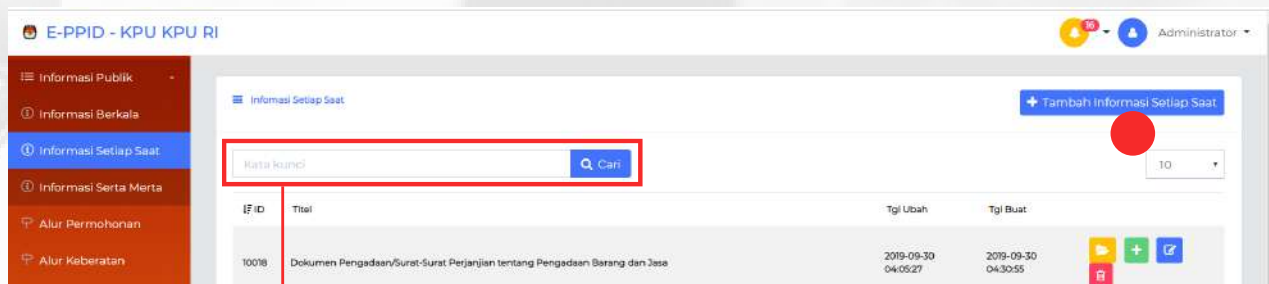 E-PPID - KPU KPU RI
16
Administrator
Informasi Publik
Infomasi Setiap Saat
+ Tambah Informasi Setiap Saat
Informasi Berkala
Informasi Setiap Saat
Kata kunci
Cari
10
Informasi Serta Merta
ID
Titel
Tgl Ubah
Tgl Buat
Alur Permohonan
Alur Keberatan
10018
Dokumen Pengadaan/Surat-Surat Perjanjian tentang Pengadaan Barang dan Jasa
2019-09-30
04:05:27
2019-09-30
04:30:55